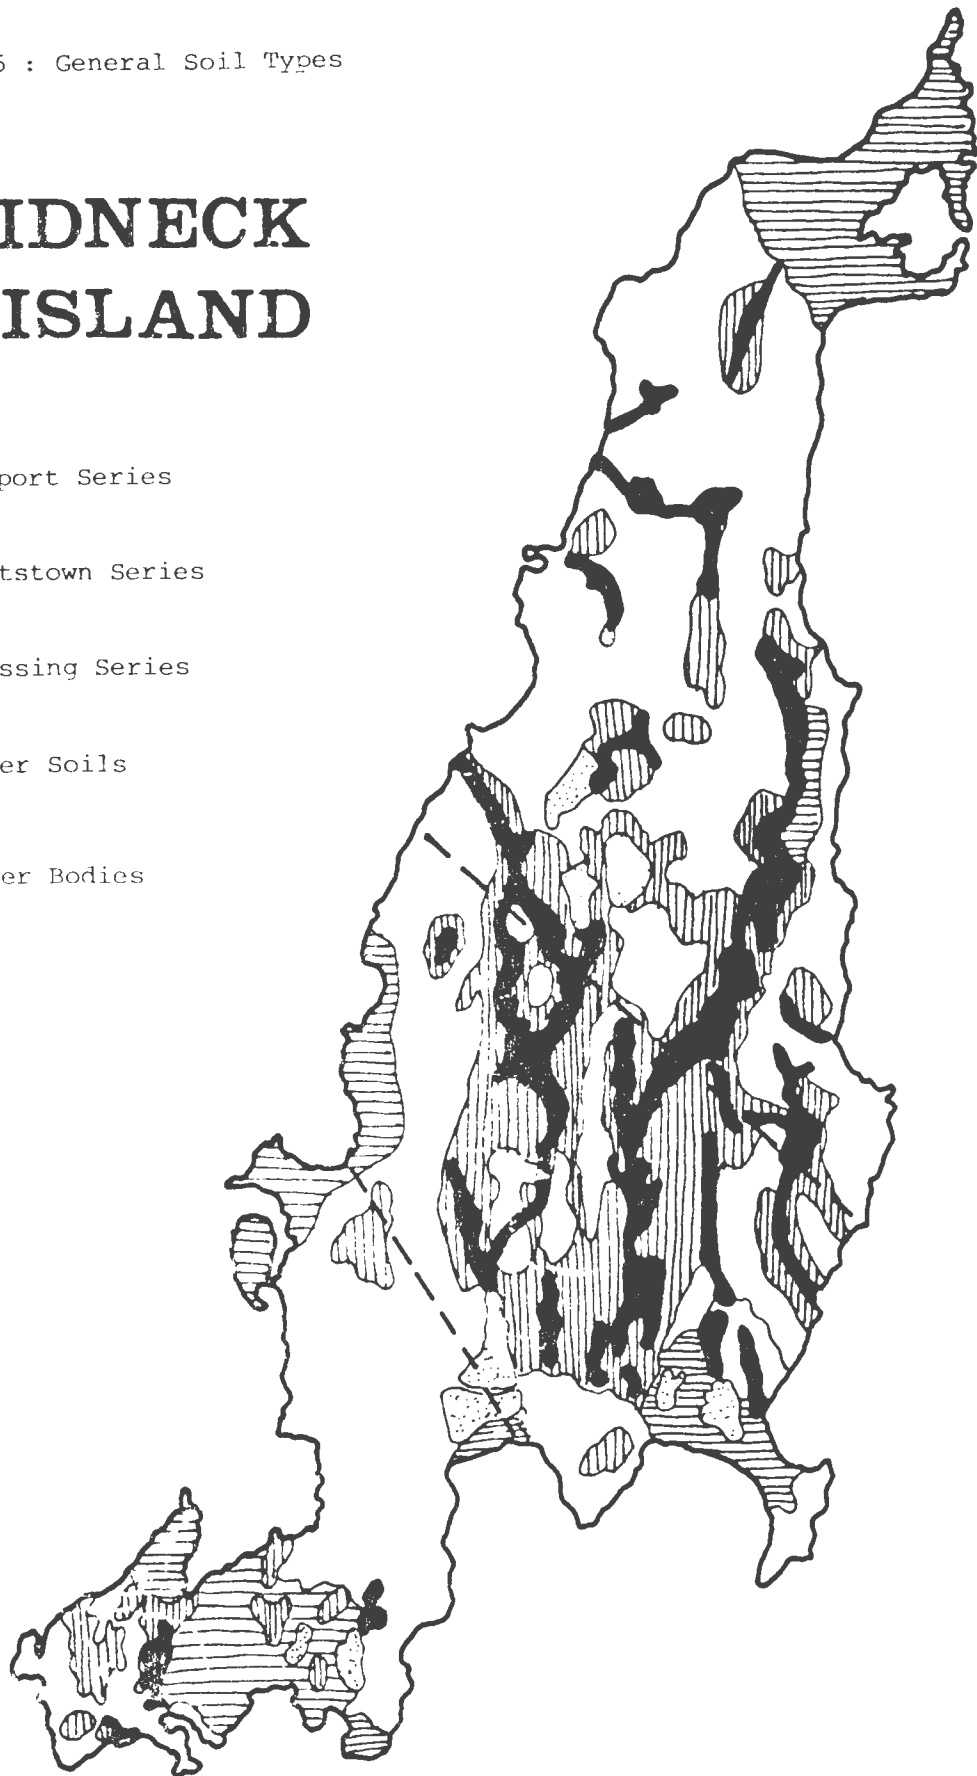 5 : General Soil Types
IDNECK
ISLAND
port Series
tstown Series
ssing Series
er Soils
er Bodies